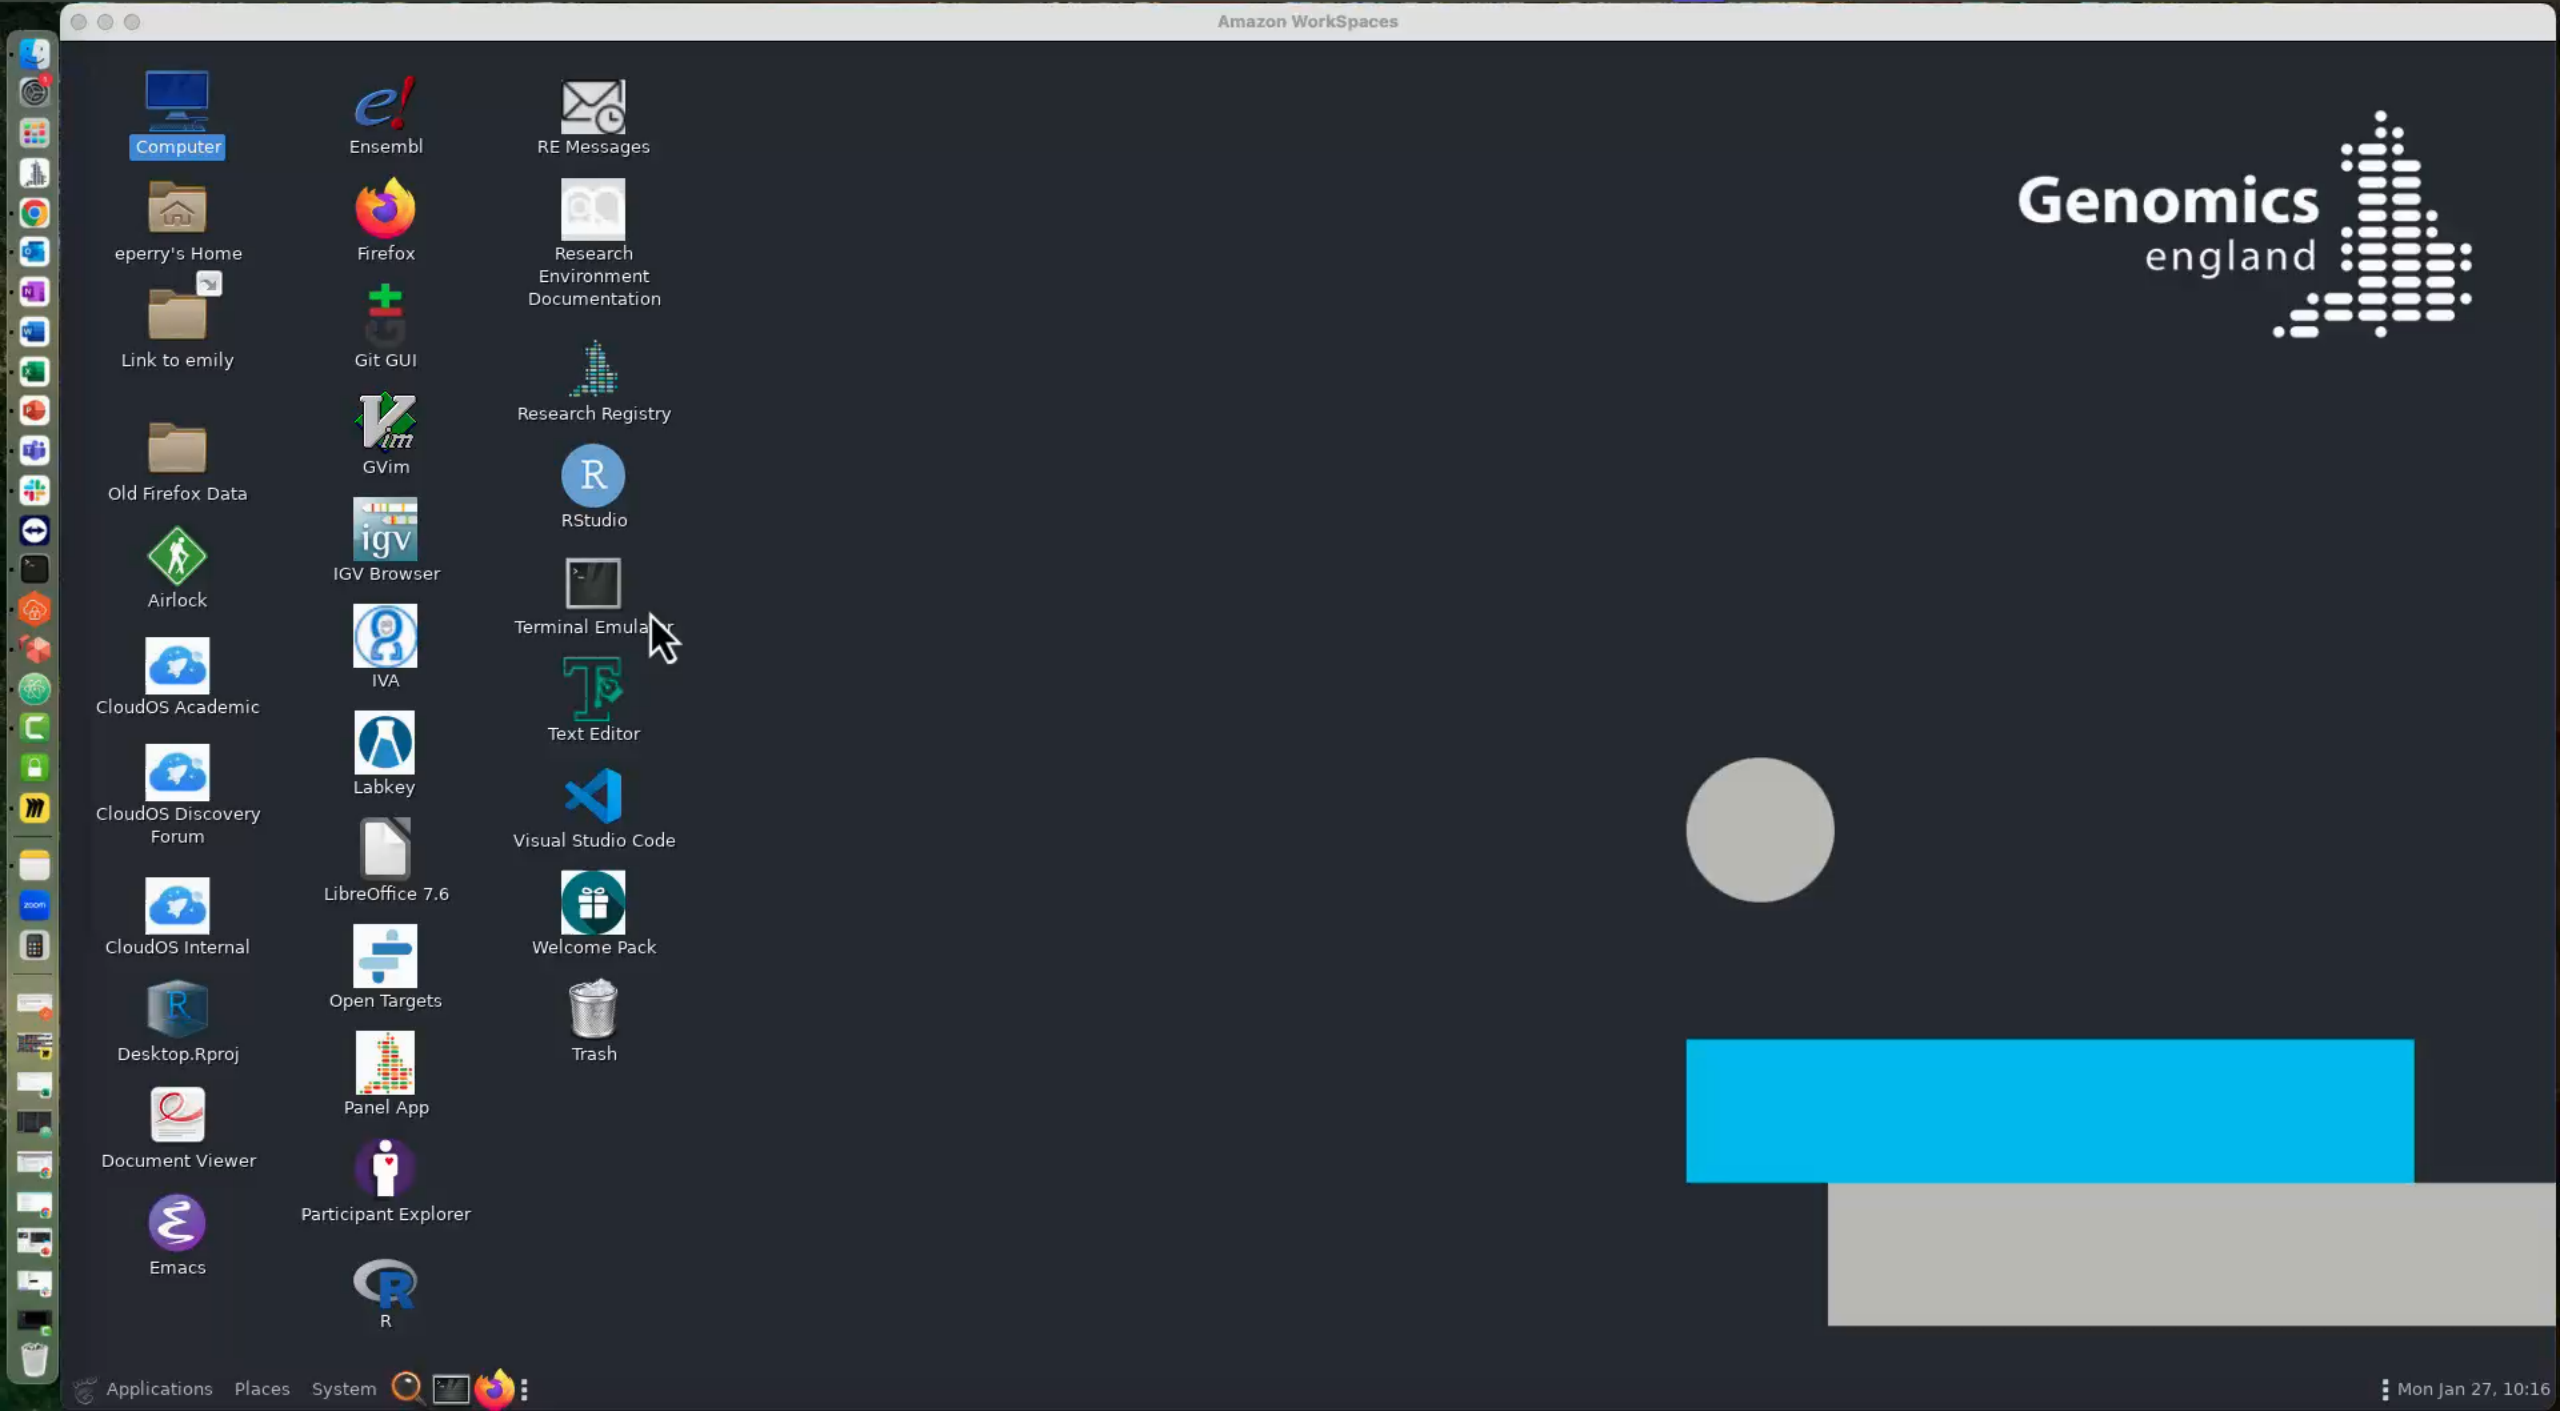 Amazon WorkSpaces
Computer
eperry's Home
Link to emily
Old Firefox Data
Airlock
CloudOS Academic
CloudOS Discovery
Forum
CloudOS Internal
Desktop.Rproj
Document Viewer
Emacs
Ensembl
Firefox
Git GUI
GVim
igv
IGV Browser
IVA
Labkey
LibreOffice 7.6
Open Targets
Panel App
Participant Explorer
R
RE Messages
Research
Environment
Documentation
Research Registry
R
RStudio
Terminal
Text Editor
Visual Studio Code
Welcome Pack
Trash
Genomics
england
zoom
Applications Places System
Mon Jan 27, 10:16